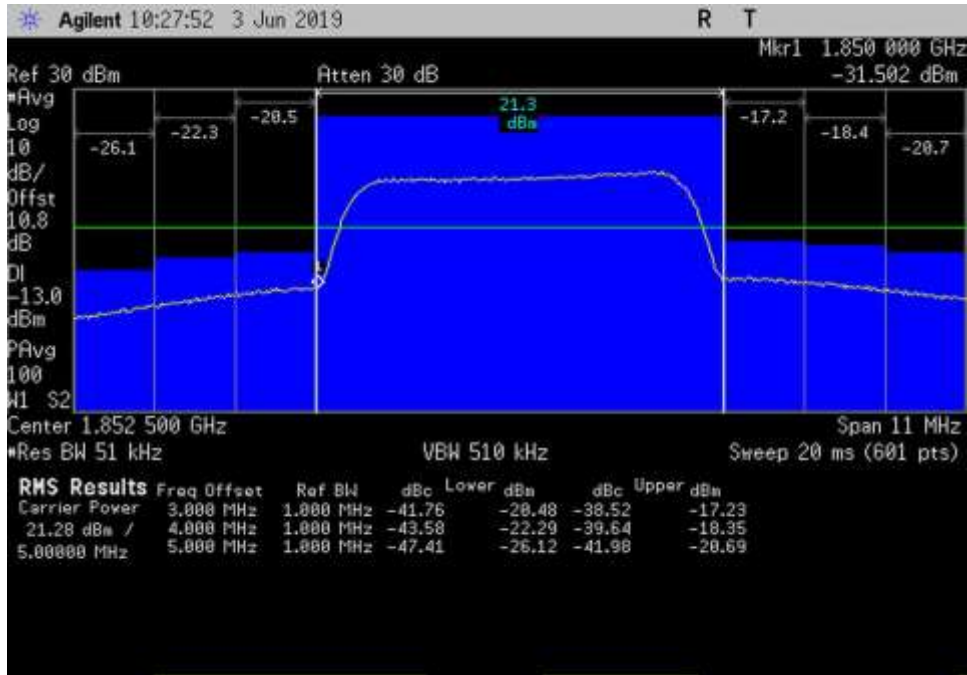 Agilent 10:27:52 3 Jun 2019 R T
Mkr1 1.850 000 GHz
Ref 30 dBm Atten 30 dB -31.502 dBm
#Avg
Log
10
dB/
Offst
10.8
dB
DI
-13.0
dBm
PAvg
100
W1 S2
-26.1 -22.3 -20.5 21.3 dBm -17.2 -18.4 -20.7
1
Center 1.852 500 GHz Span 11 MHz
#Res BW 51 kHz VBW 510 kHz Sweep 20 ms (601 pts)
RMS Results Freq Offset Ref BW dBc Lower dBm dBc Upper dBm
Carrier Power 3.000 MHz 1.000 MHz -41.76 -20.48 -38.52 -17.23
21.28 dBm / 4.000 MHz 1.000 MHz -43.58 -22.29 -39.64 -18.35
5.00000 MHz 5.000 MHz 1.000 MHz -47.41 -26.12 -41.98 -20.69